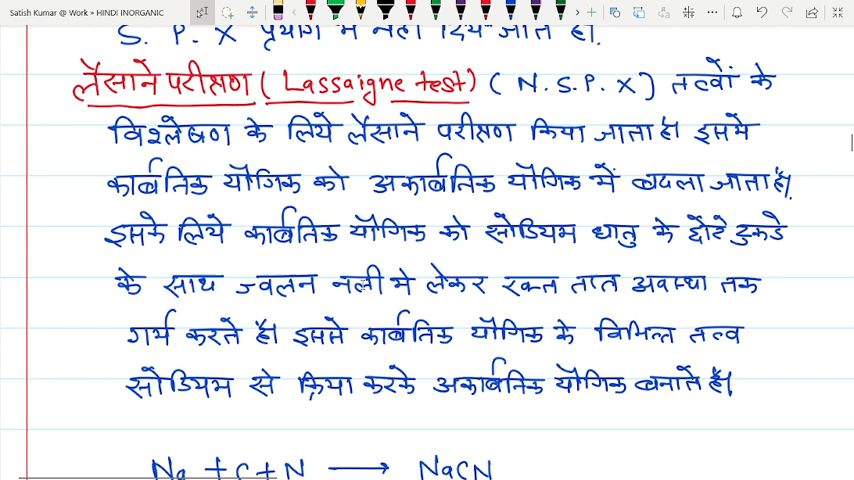 Satish Kumar @ Work » HINDI INORGANIC
S. P. X प्रयोग में नही दिये जाते है।
लैसाने परीक्षण ( Lassaigne test) ( N. S. P. X ) तत्वों के
विश्लेषण के लिये लैसाने परीक्षण किया जाता है। इसमे
कार्बनिक यौगिक को अकार्बनिक यौगिक में बदला जाता है।
इसके लिये कार्बनिक यौगिक को सोडियम धातु के छोटे टुकडे
के साथ ज्वलन नली मे लेकर रक्त तप्त अवस्था तक
गर्म करते है। इससे कार्बनिक यौगिक के विभिन्न तत्व
सोडियम से क्रिया करके अकार्बनिक यौगिक बनाते है।
Na + C + N ⟶ NaCN